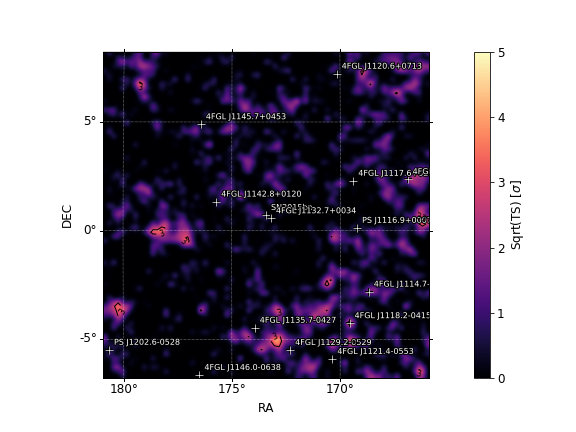 4FGL J1120.6+0713
4FGL J1145.7+0453
4FGL J1117.6
4FG
4FGL J1142.8+0120
4FGL J1132.7+0034
PS J1116.9+0
4FGL J1114.7-
4FGL J1118.2-0415
4FGL J1135.7-0427
PS J1202.6-0528
4FGL J1129.2-0529
4FGL J1121.4-0553
4FGL J1146.0-0638
5°
0°
-5°
DEC
180°
175°
170°
RA
5
4
3
2
1
0
Sqrt(TS) [σ]